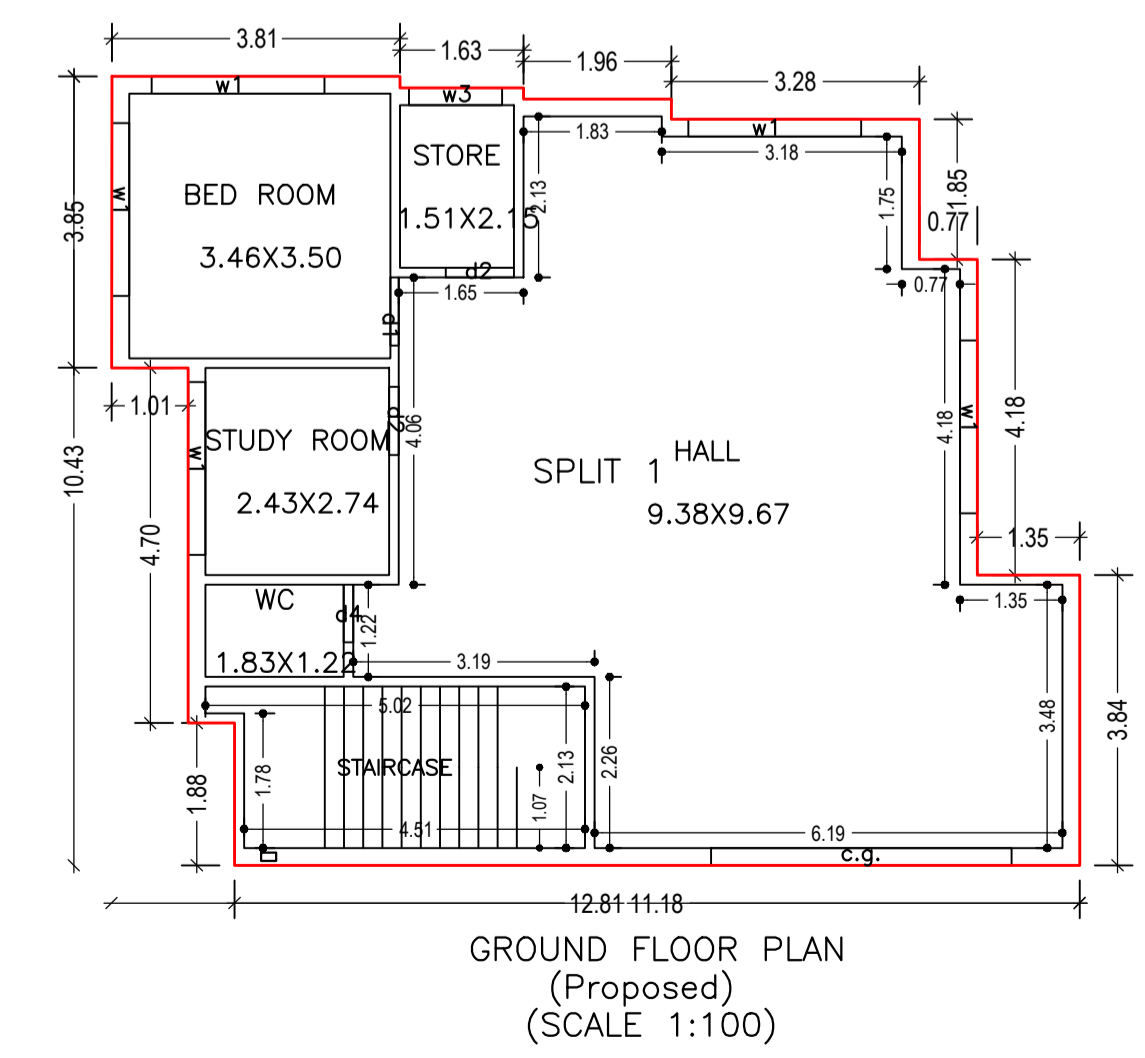 3.81
1.63
1.96
3.28
w1
w3
w1
1.83
3.18
STORE
1.51X2.15
2.13
1.75
1.85
0.77
0.77
BED ROOM
3.46X3.50
w1
3.85
d2
1.65
d1
1.01
w1
STUDY ROOM
2.43X2.74
d2
4.06
SPLIT 1
HALL
9.38X9.67
4.18
w1
4.18
10.43
4.70
1.35
1.35
WC
1.83X1.22
d4
1.22
3.19
5.02
STAIRCASE
1.88
1.78
4.51
1.07
2.13
2.26
3.48
3.84
6.19
c.g.
12.81 11.18
GROUND FLOOR PLAN
(Proposed)
(SCALE 1:100)